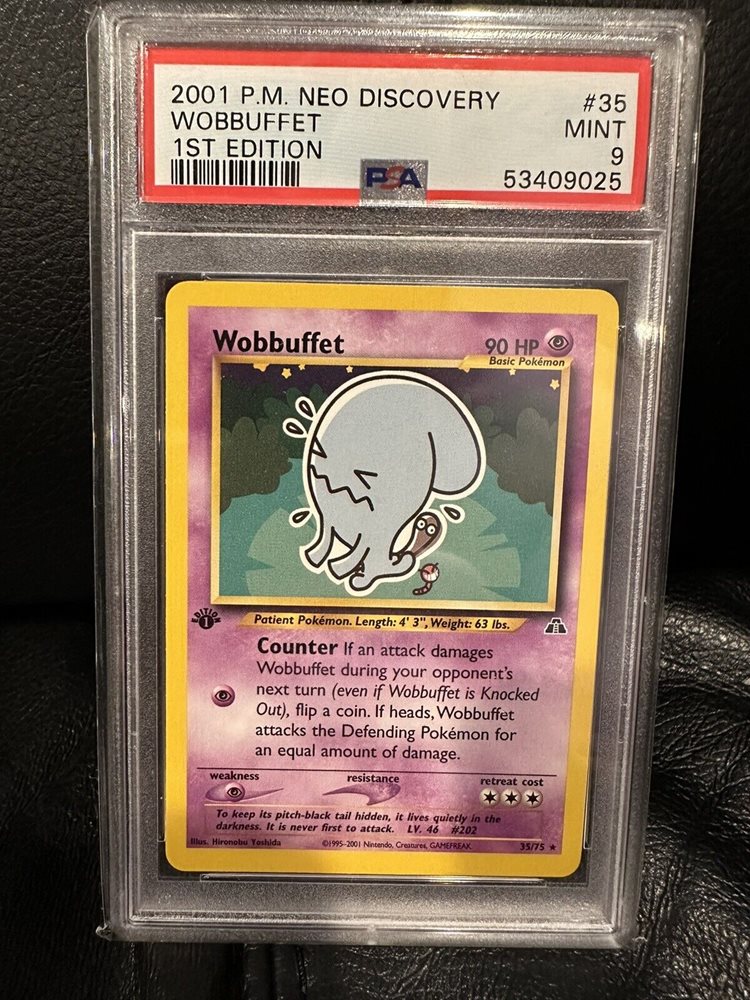 2001 P.M. NEO DISCOVERY #35
WOBBUFFET MINT
1ST EDITION 9
PSA 53409025
Wobbuffet 90 HP
Basic Pokémon
EDITION
1
Patient Pokémon. Length: 4' 3", Weight: 63 lbs.
Counter If an attack damages
Wobbuffet during your opponent's
next turn (even if Wobbuffet is Knocked
Out), flip a coin. If heads, Wobbuffet
attacks the Defending Pokémon for
an equal amount of damage.
weakness resistance retreat cost
To keep its pitch-black tail hidden, it lives quietly in the
darkness. It is never first to attack. LV. 46 #202
Illus. Hironobu Yoshida ©1995-2001 Nintendo, Creatures, GAMEFREAK. 35/75 ★